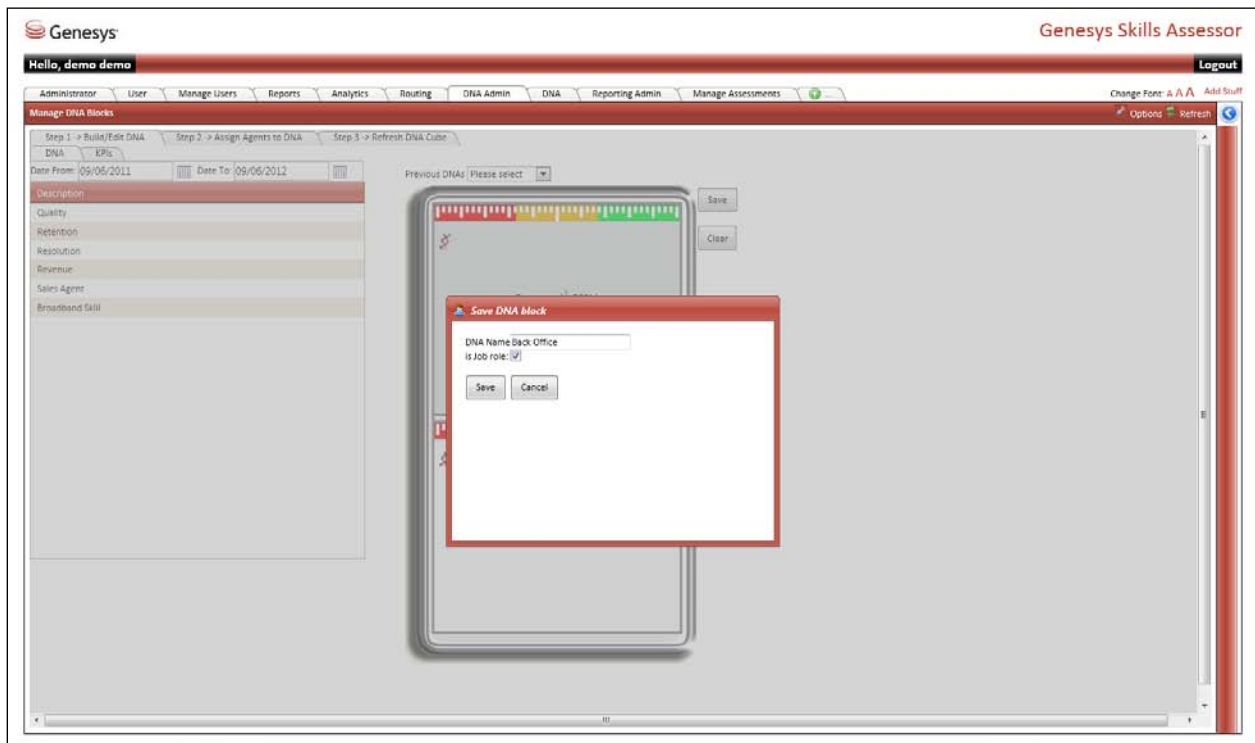 Genesys
Genesys Skills Assessor
Hello, demo demo
Logout
Administrator User Manage Users Reports Analytics Routing DNA Admin DNA Reporting Admin Manage Assessments ...
Change Font: A A A Add Stuff
Manage DNA Blocks
Options Refresh
Step 1 -> Build/Edit DNA Step 2 -> Assign Agents to DNA Step 3 -> Refresh DNA Cube
DNA KPIs
Date From: 09/06/2011 Date To: 09/06/2012
Previous DNAs Please select
Description
Quality
Retention
Resolution
Revenue
Sales Agent
Broadband Skill
Save
Clear
Save DNA block
DNA Name Back Office
is Job role:
Save Cancel